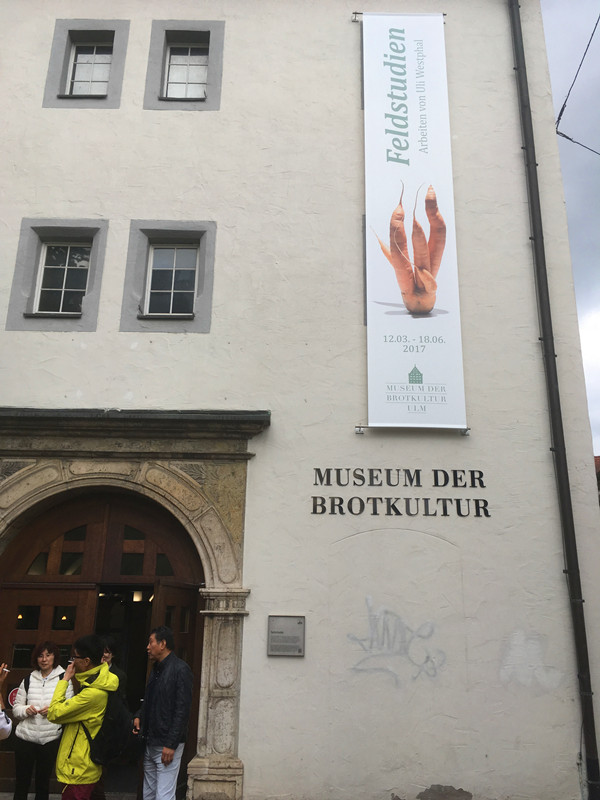 Feldstudien
Arbeiten von Uli Westphal
12.03. - 18.06.
2017
MUSEUM DER
BROTKULTUR
ULM
MUSEUM DER
BROTKULTUR